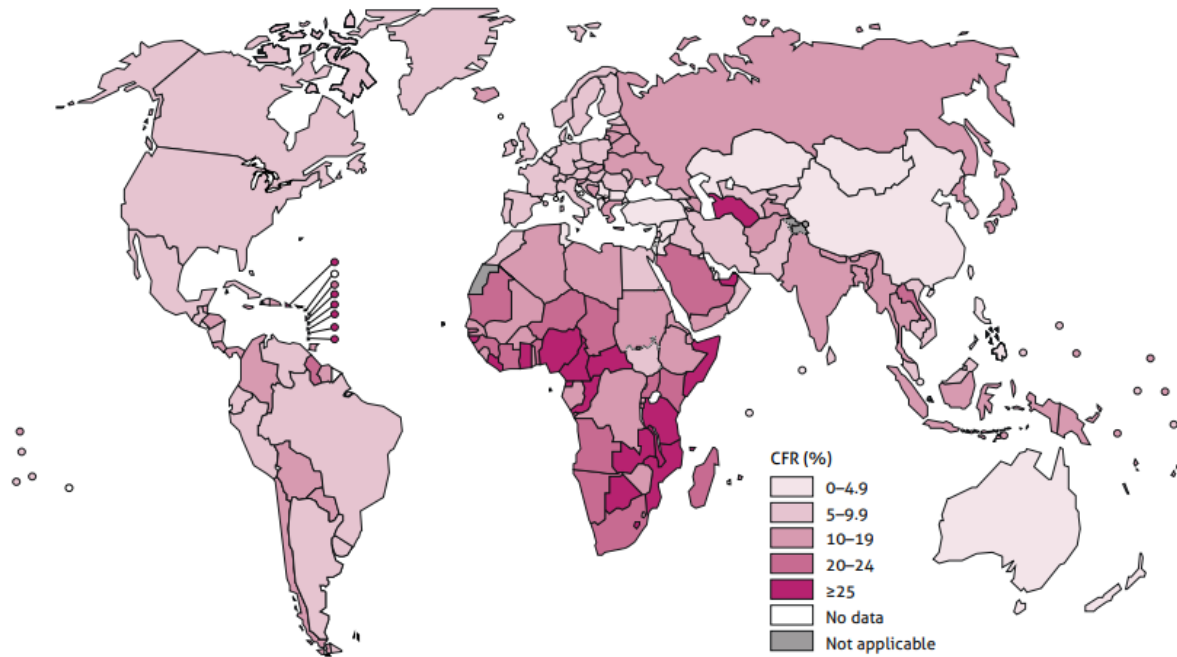 CFR (%)
0–4.9
5–9.9
10–19
20–24
≥25
No data
Not applicable